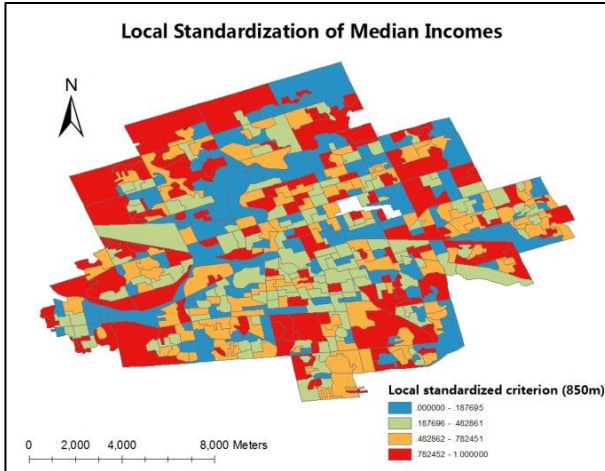 Local Standardization of Median Incomes
N
Local standardized criterion (850m)
.000000 - .187695
.187696 - .482861
.482862 - .782451
.782452 - 1.000000
0 2,000 4,000 8,000 Meters